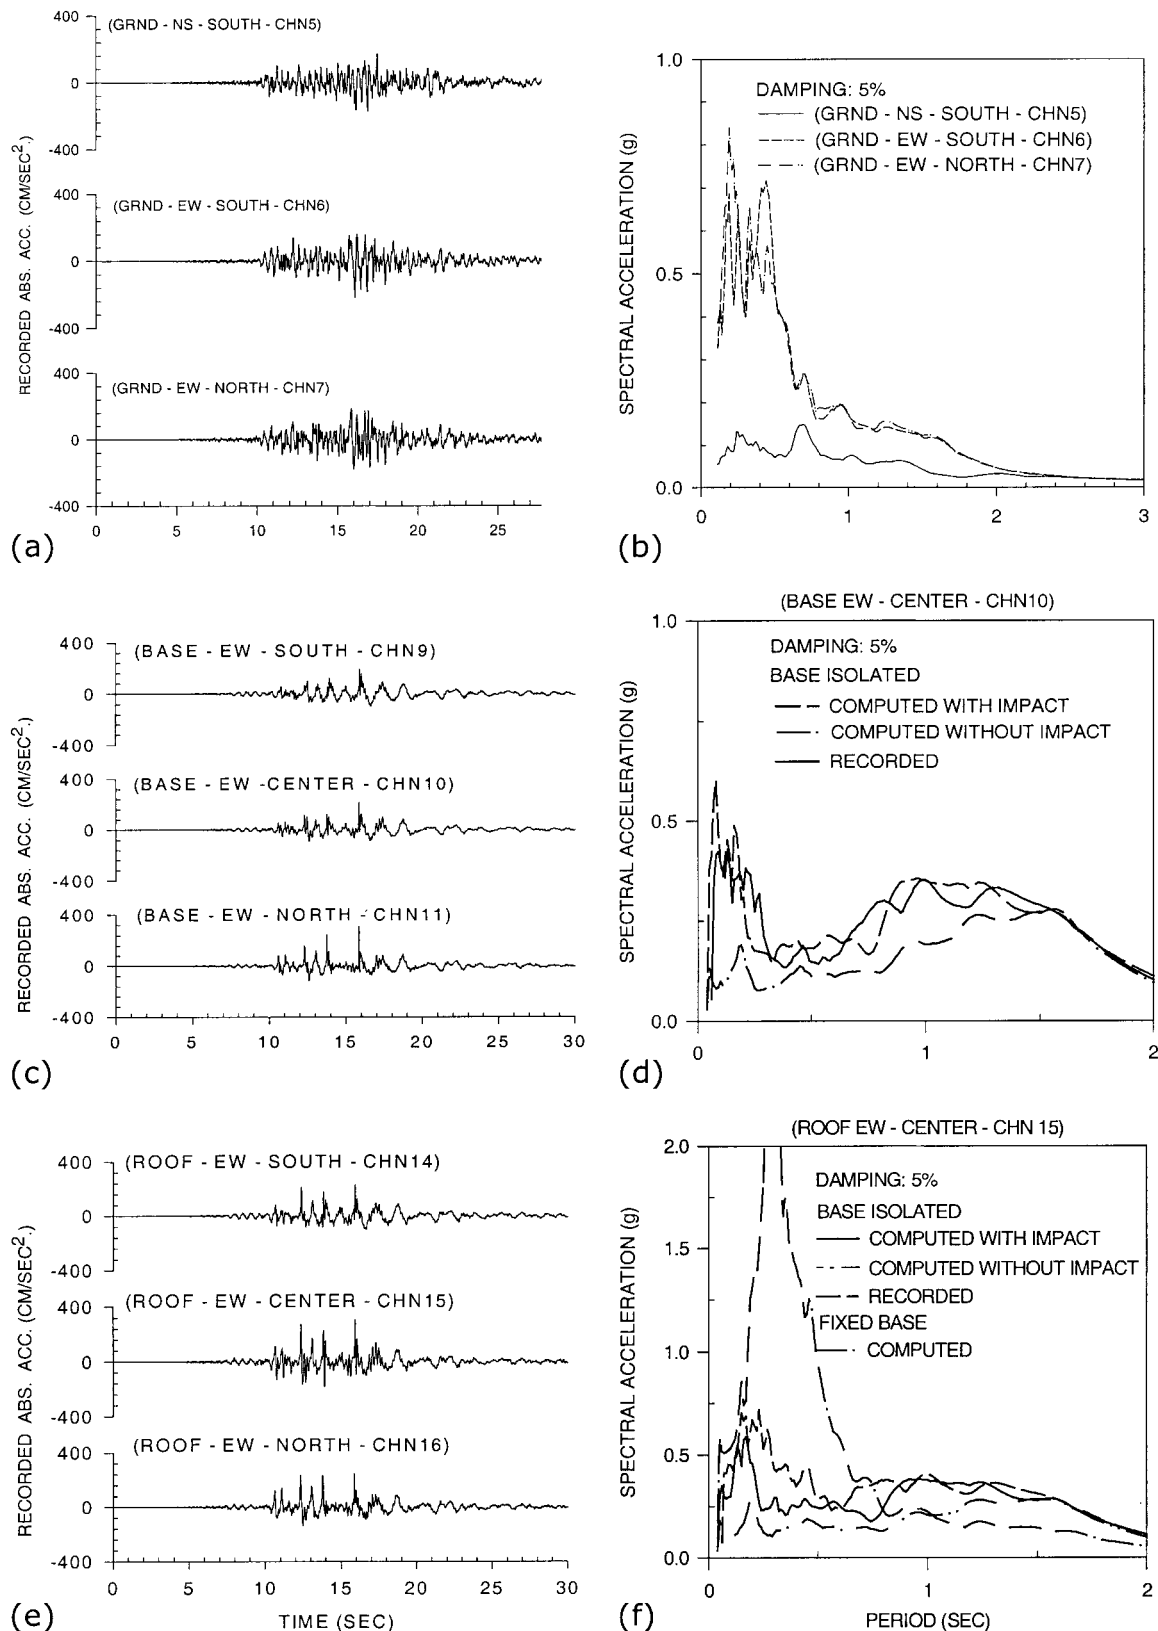 400
(GRND - NS - SOUTH - CHN5)
0
-400
400
(GRND - EW - SOUTH - CHN6)
0
-400
400
(GRND - EW - NORTH - CHN7)
0
-400
0 5 10 15 20 25
RECORDED ABS. ACC. (CM/SEC².)
(a)
1.0
DAMPING: 5%
(GRND - NS - SOUTH - CHN5)
(GRND - EW - SOUTH - CHN6)
(GRND - EW - NORTH - CHN7)
0.5
0.0
0 1 2 3
SPECTRAL ACCELERATION (g)
(b)
400
(BASE - EW - SOUTH - CHN9)
0
-400
400
(BASE - EW -CENTER - CHN10)
0
-400
400
(BASE - EW - NORTH - CHN11)
0
-400
0 5 10 15 20 25 30
RECORDED ABS. ACC. (CM/SEC².)
(c)
(BASE EW - CENTER - CHN10)
1.0
DAMPING: 5%
BASE ISOLATED
COMPUTED WITH IMPACT
COMPUTED WITHOUT IMPACT
RECORDED
0.5
0.0
0 1 2
SPECTRAL ACCELERATION (g)
(d)
400
(ROOF - EW - SOUTH - CHN14)
0
-400
400
(ROOF - EW - CENTER - CHN15)
0
-400
400
(ROOF - EW - NORTH - CHN16)
0
-400
0 5 10 15 20 25 30
TIME (SEC)
RECORDED ABS. ACC. (CM/SEC².)
(e)
(ROOF EW - CENTER - CHN 15)
2.0
DAMPING: 5%
BASE ISOLATED
COMPUTED WITH IMPACT
COMPUTED WITHOUT IMPACT
RECORDED
FIXED BASE
COMPUTED
1.5
1.0
0.5
0.0
0 1 2
PERIOD (SEC)
SPECTRAL ACCELERATION (g)
(f)